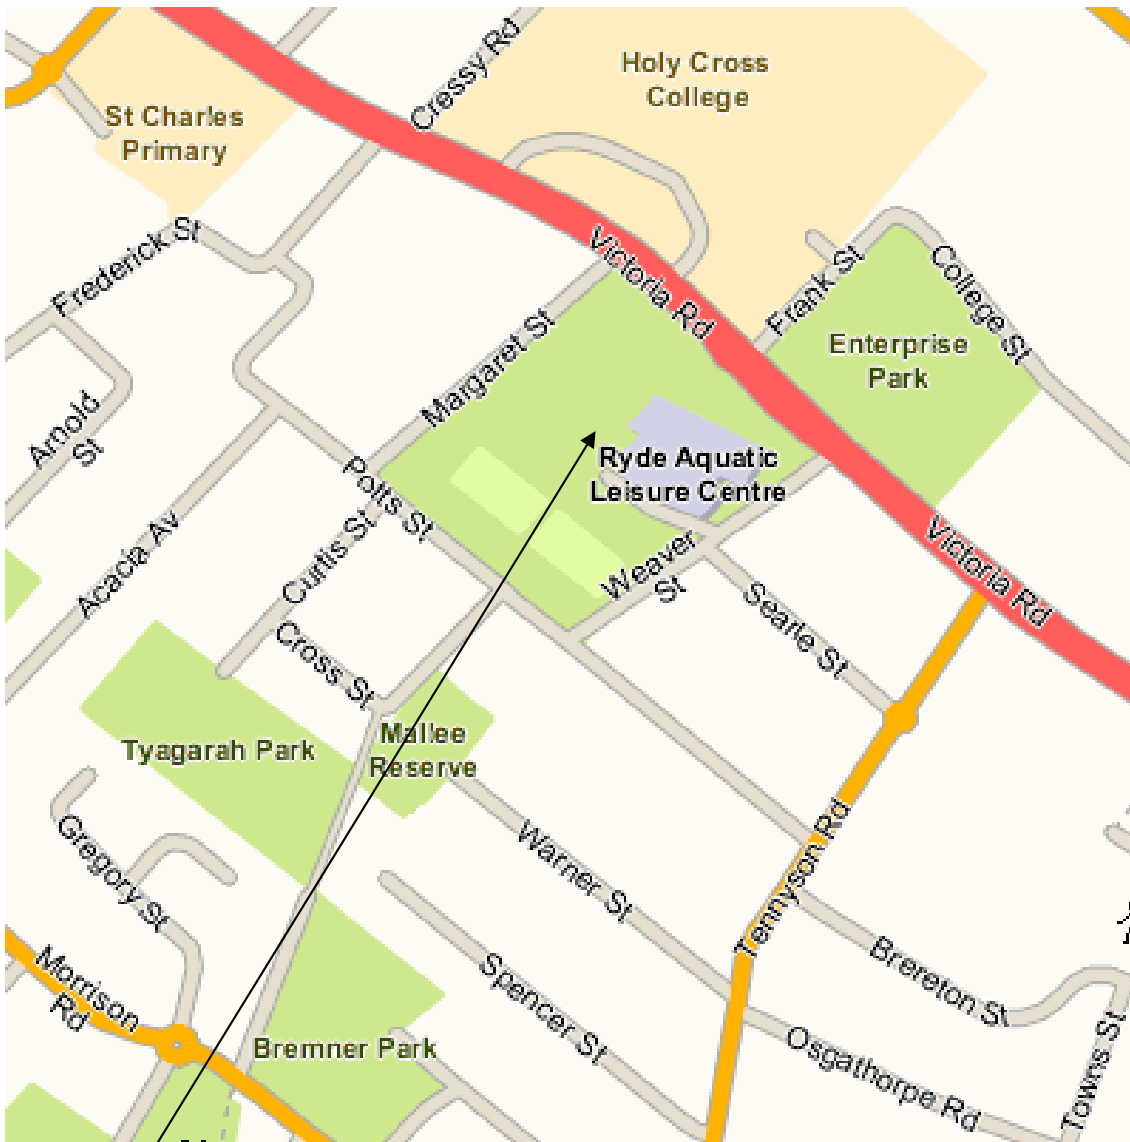 Cressy Rd
Holy Cross
College
St Charles
Primary
Frederick St
Victoria Rd
Frank St
College St
Enterprise
Park
Margaret St
Arnold
St
Ryde Aquatic
Leisure Centre
Potts St
Acacia Av
Curtis St
Weaver
St
Victoria Rd
Searle St
Cross St
Mallee
Reserve
Tyagarah Park
Gregory St
Warner St
Tennyson Rd
Brereton St
Morrison
Rd
Spencer St
Bremner Park
Osgathorpe Rd
Towns St